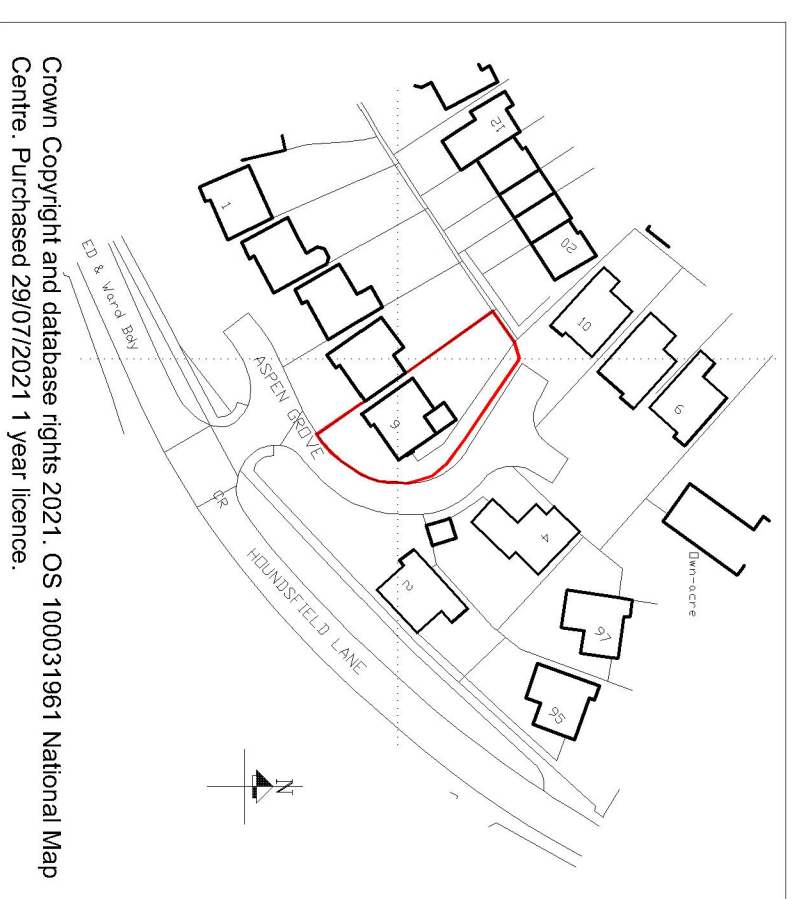 12
20
10
6
1
9
4
2
97
95
Own-acre
ED & Ward Bdy
ASPEN GROVE
CR
HOUNDSFIELD LANE
N
Crown Copyright and database rights 2021. OS 100031961 National Map
Centre. Purchased 29/07/2021 1 year licence.